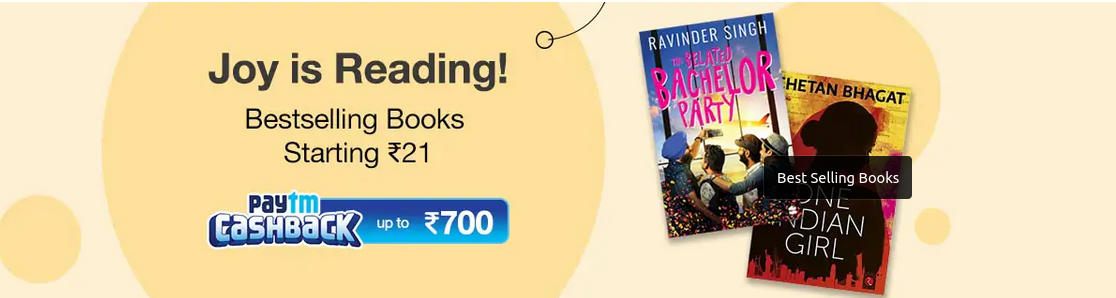 Joy is Reading!
Bestselling Books
Starting ₹21
paytm
CASHBACK
up to ₹700
RAVINDER SINGH
THE BELATED
BACHELOR
PARTY
HETAN BHAGAT
Best Selling Books
ONE
INDIAN
GIRL